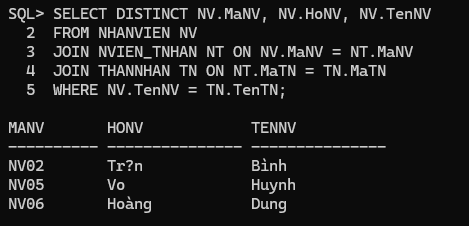 SQL> SELECT DISTINCT NV.MaNV, NV.HoNV, NV.TenNV
2 FROM NHANVIEN NV
3 JOIN NVIEN_TNHAN NT ON NV.MaNV = NT.MaNV
4 JOIN THANNHAN TN ON NT.MaTN = TN.MaTN
5 WHERE NV.TenNV = TN.TenTN;
MANV HONV TENNV
---------- --------------- ---------------
NV02 Tr?n Bình
NV05 Vo Huynh
NV06 Hoàng Dung